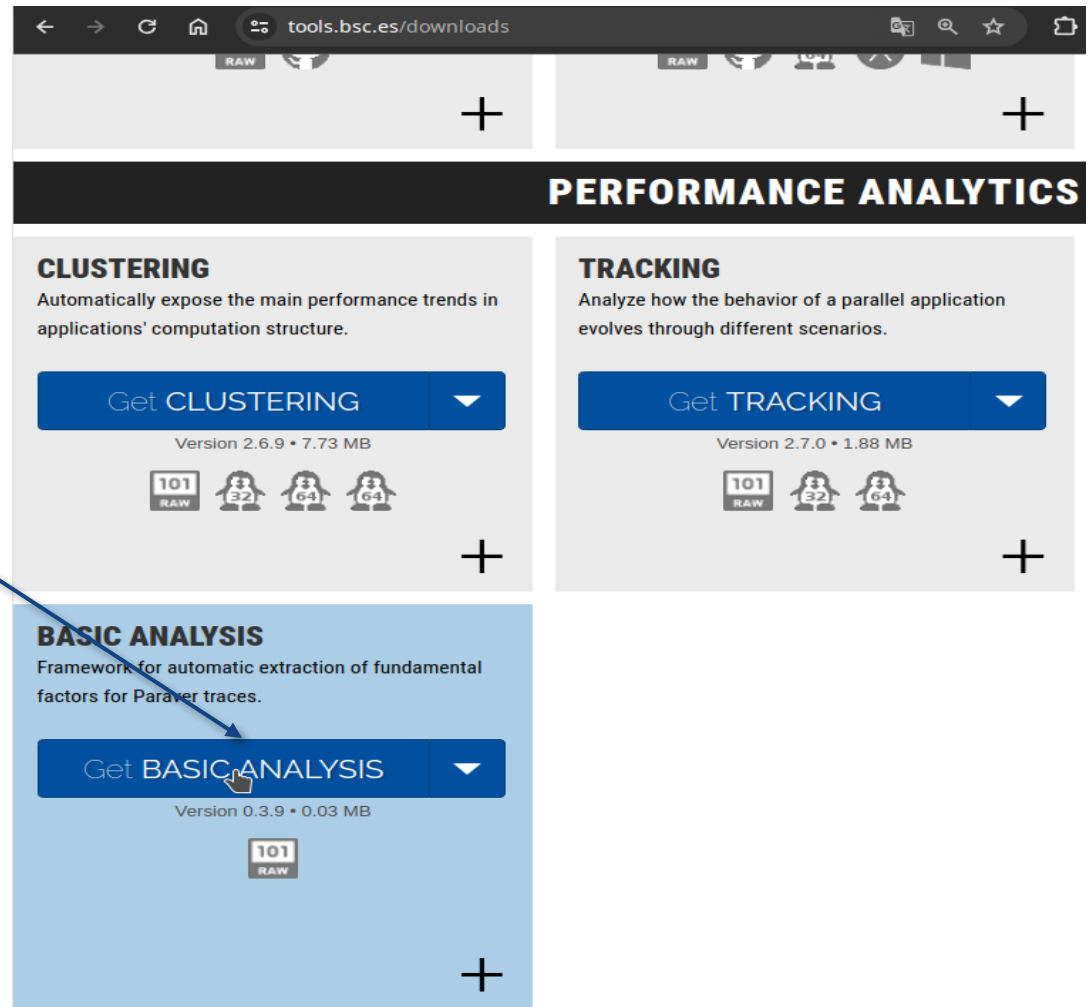 tools.bsc.es/downloads
RAW
RAW
64
PERFORMANCE ANALYTICS
CLUSTERING
Automatically expose the main performance trends in
applications' computation structure.
Get CLUSTERING
Version 2.6.9 • 7.73 MB
101
RAW
32
64
64
TRACKING
Analyze how the behavior of a parallel application
evolves through different scenarios.
Get TRACKING
Version 2.7.0 • 1.88 MB
101
RAW
32
64
BASIC ANALYSIS
Framework for automatic extraction of fundamental
factors for Paraver traces.
Get BASIC ANALYSIS
Version 0.3.9 • 0.03 MB
101
RAW